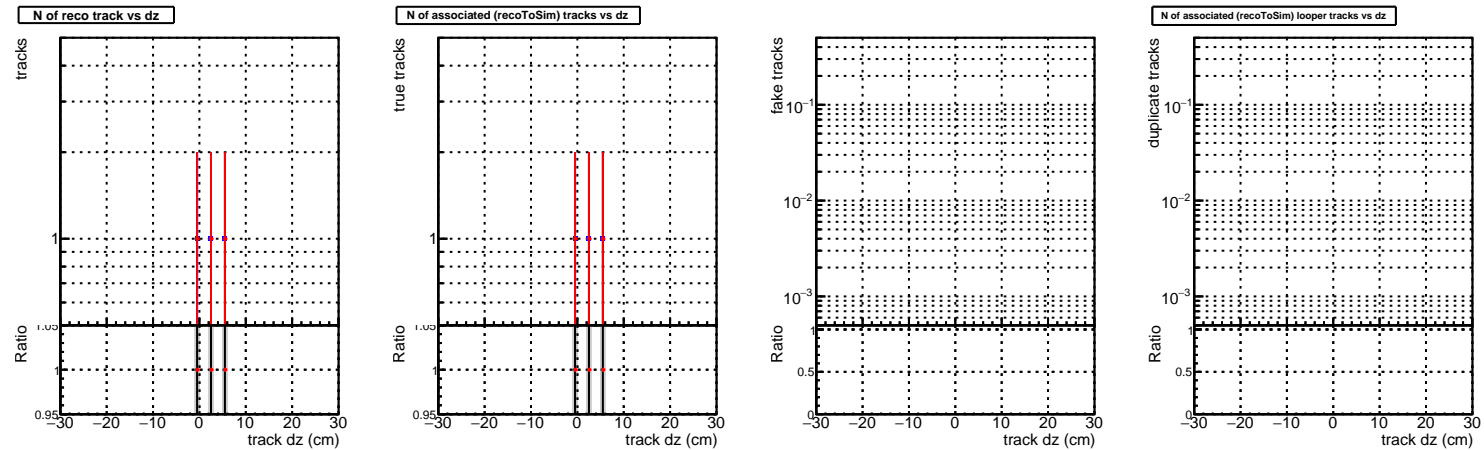 N of reco track vs dz
tracks
1
Ratio
1.05
1
0.95
−30 −20 −10 0 10 20 30
track dz (cm)
N of associated (recoToSim) tracks vs dz
true tracks
1
Ratio
1.05
1
0.95
−30 −20 −10 0 10 20 30
track dz (cm)
fake tracks
10−1
10−2
10−3
Ratio
1
0.5
0
−30 −20 −10 0 10 20 30
track dz (cm)
N of associated (recoToSim) looper tracks vs dz
duplicate tracks
10−1
10−2
10−3
Ratio
1
0.5
0
−30 −20 −10 0 10 20 30
track dz (cm)